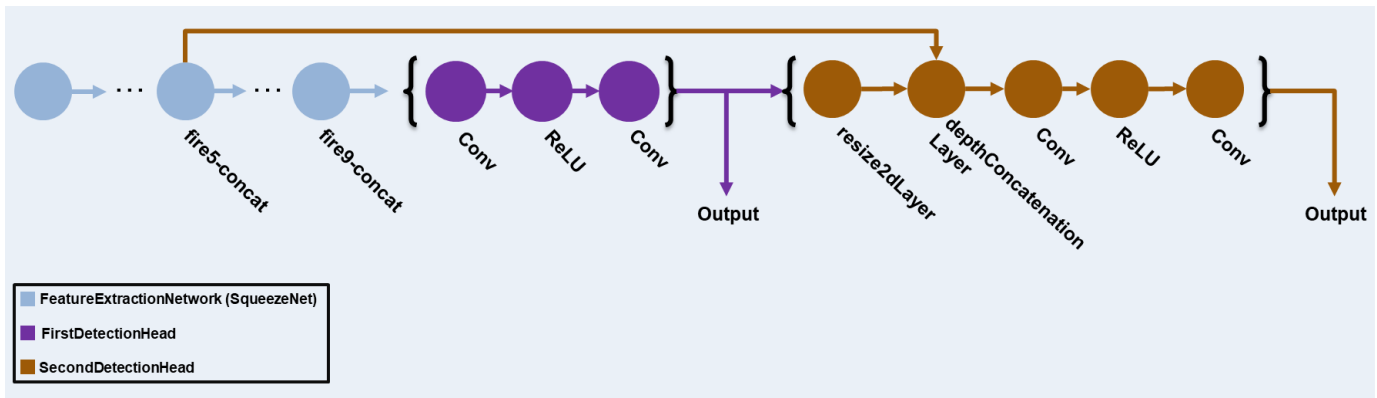 ...
...
fire5-concat
fire9-concat
Conv
ReLU
Conv
resize2dLayer
depthConcatenation
Layer
Conv
ReLU
Conv
Output
Output
FeatureExtractionNetwork (SqueezeNet)
FirstDetectionHead
SecondDetectionHead